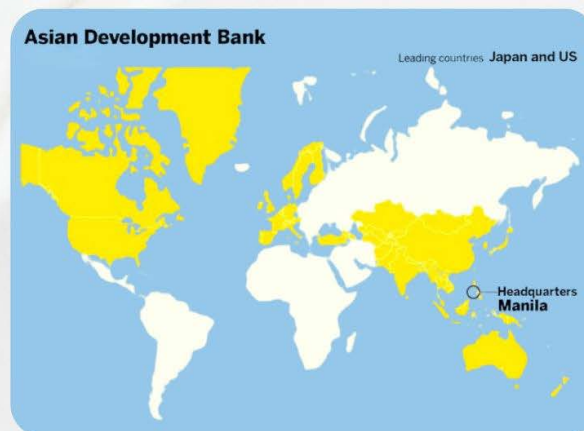 Asian Development Bank
Leading countries Japan and US
Headquarters
Manila